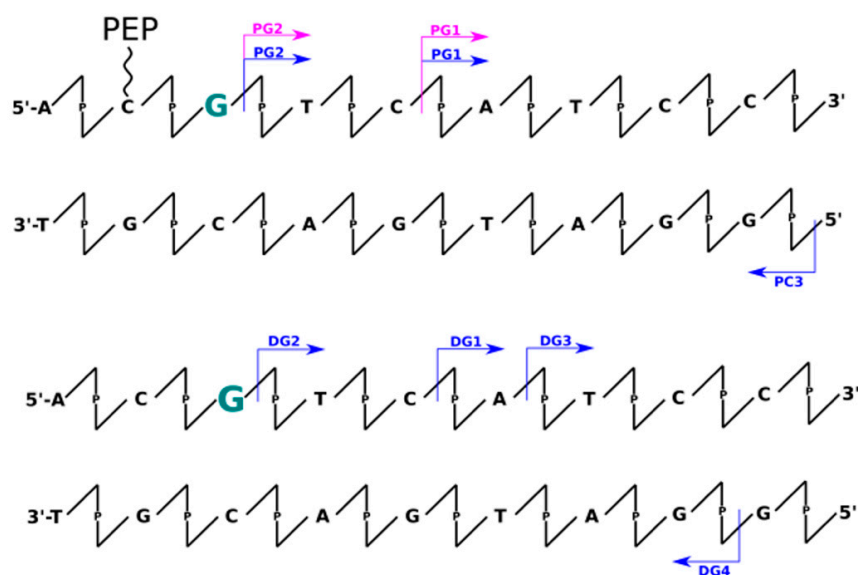 PEP
PG2 PG1
PG2 PG1
5'-A P C P G P T P C P A P T P C P C P 3'
3'-T P G P C P A P G P T P A P G P G P 5'
PC3
DG2 DG1 DG3
5'-A P C P G P T P C P A P T P C P C P 3'
3'-T P G P C P A P G P T P A P G P G P 5'
DG4